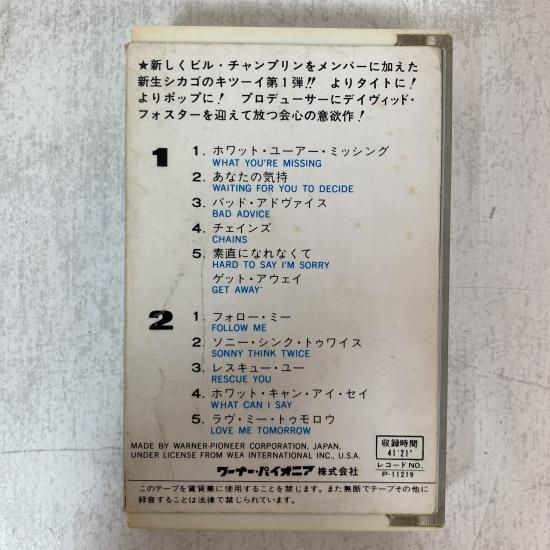 ★新しくビル・チャンプリンをメンバーに加えた
新生シカゴのキツーイ第1弾!! よりタイトに!
よりポップに! プロデューサーにデイヴィッド・
フォスターを迎えて放つ会心の意欲作!
1
1. ホワット・ユーアー・ミッシング
WHAT YOU'RE MISSING
2. あなたの気持
WAITING FOR YOU TO DECIDE
3. バッド・アドヴァイス
BAD ADVICE
4. チェインズ
CHAINS
5. 素直になれなくて
HARD TO SAY I'M SORRY
ゲット・アウェイ
GET AWAY
2
1. フォロー・ミー
FOLLOW ME
2. ソニー・シンク・トゥワイス
SONNY THINK TWICE
3. レスキュー・ユー
RESCUE YOU
4. ホワット・キャン・アイ・セイ
WHAT CAN I SAY
5. ラヴ・ミー・トゥモロウ
LOVE ME TOMORROW
MADE BY WARNER-PIONEER CORPORATION, JAPAN,
UNDER LICENSE FROM WEA INTERNATIONAL INC., U.S.A.
ワーナー・パイオニア株式会社
収録時間
41'21"
レコードNO.
P-11219
このテープを賃貸業に使用することを禁じます。また無断でテープその他に
録音することは法律で禁じられています。